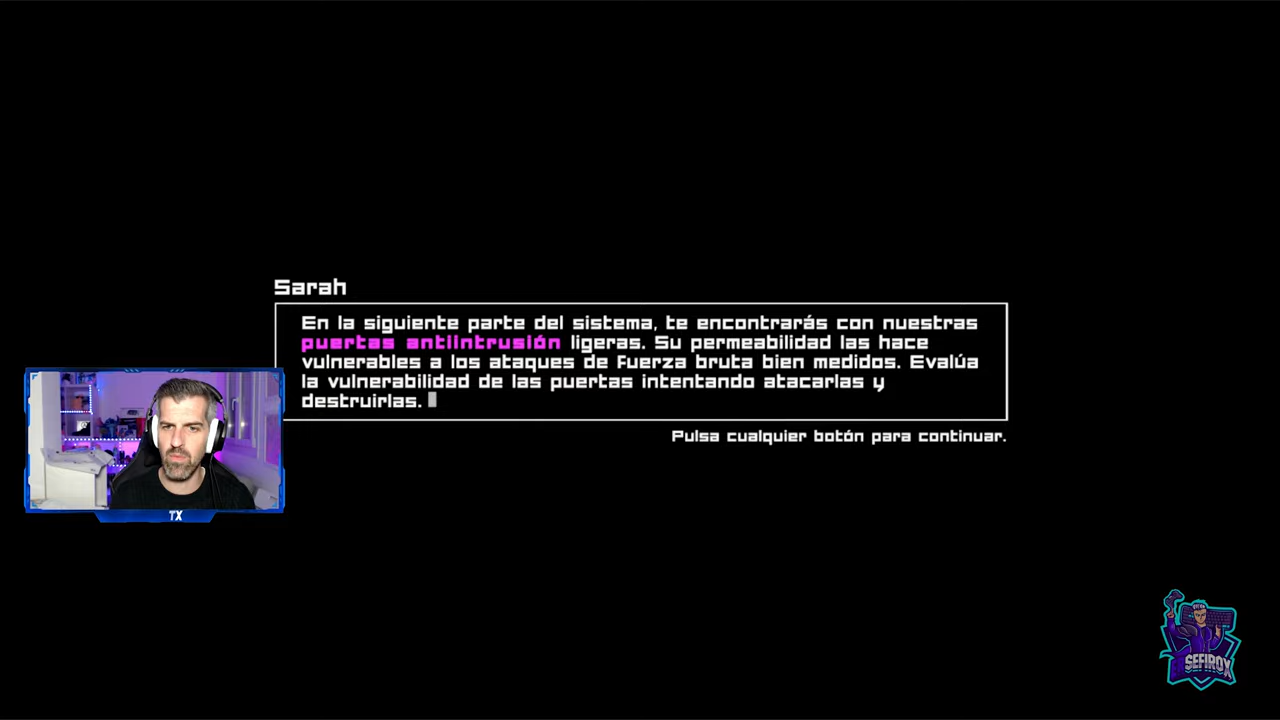 Sarah
En la siguiente parte del sistema, te encontrarás con nuestras
puertas antiintrusión ligeras. Su permeabilidad las hace
vulnerables a los ataques de fuerza bruta bien medidos. Evalúa
la vulnerabilidad de las puertas intentando atacarlas y
destruirlas.
Pulsa cualquier botón para continuar.
TX
SEFIROX